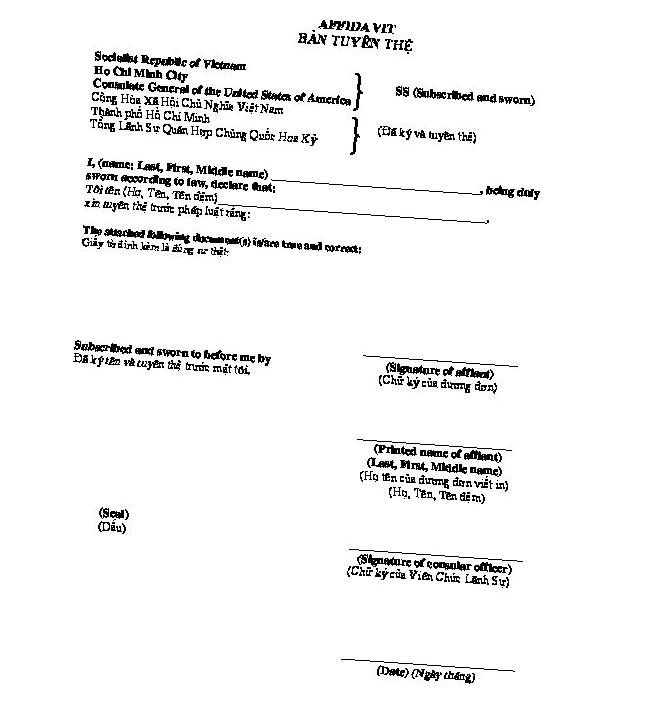 AFFIDAVIT
BẢN TUYÊN THỆ
Socialist Republic of Vietnam
Ho Chi Minh City
Consulate General of the United States of America
SS (Subscribed and sworn)
Cộng Hòa Xã Hội Chủ Nghĩa Việt Nam
Thành phố Hồ Chí Minh
Tổng Lãnh Sự Quán Hợp Chủng Quốc Hoa Kỳ
(Đã ký và tuyên thệ)
I, (name: Last, First, Middle name) ______________________________, being duly
sworn according to law, declare that:
Tôi tên (Họ, Tên, Tên đệm)______________________________,
xin tuyên thệ trước pháp luật rằng:
The attached following document(s) is/are true and correct:
Giấy tờ đính kèm là đúng sự thật:
Subscribed and sworn to before me by
Đã ký tên và tuyên thệ trước mặt tôi.
(Signature of affiant)
(Chữ ký của đương đơn)
(Printed name of affiant)
(Last, First, Middle name)
(Họ tên của đương đơn viết in)
(Họ, Tên, Tên đệm)
(Seal)
(Dấu)
(Signature of consular officer)
(Chữ ký của Viên Chức Lãnh Sự)
(Date) (Ngày tháng)